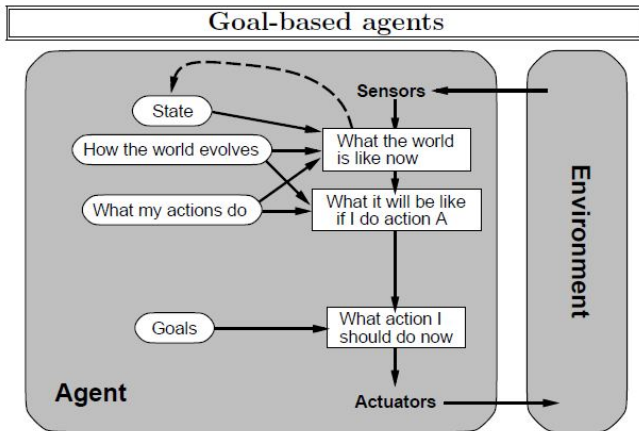 Goal-based agents
Sensors
State
What the world
is like now
How the world evolves
What it will be like
if I do action A
What my actions do
Environment
Goals
What action I
should do now
Agent
Actuators